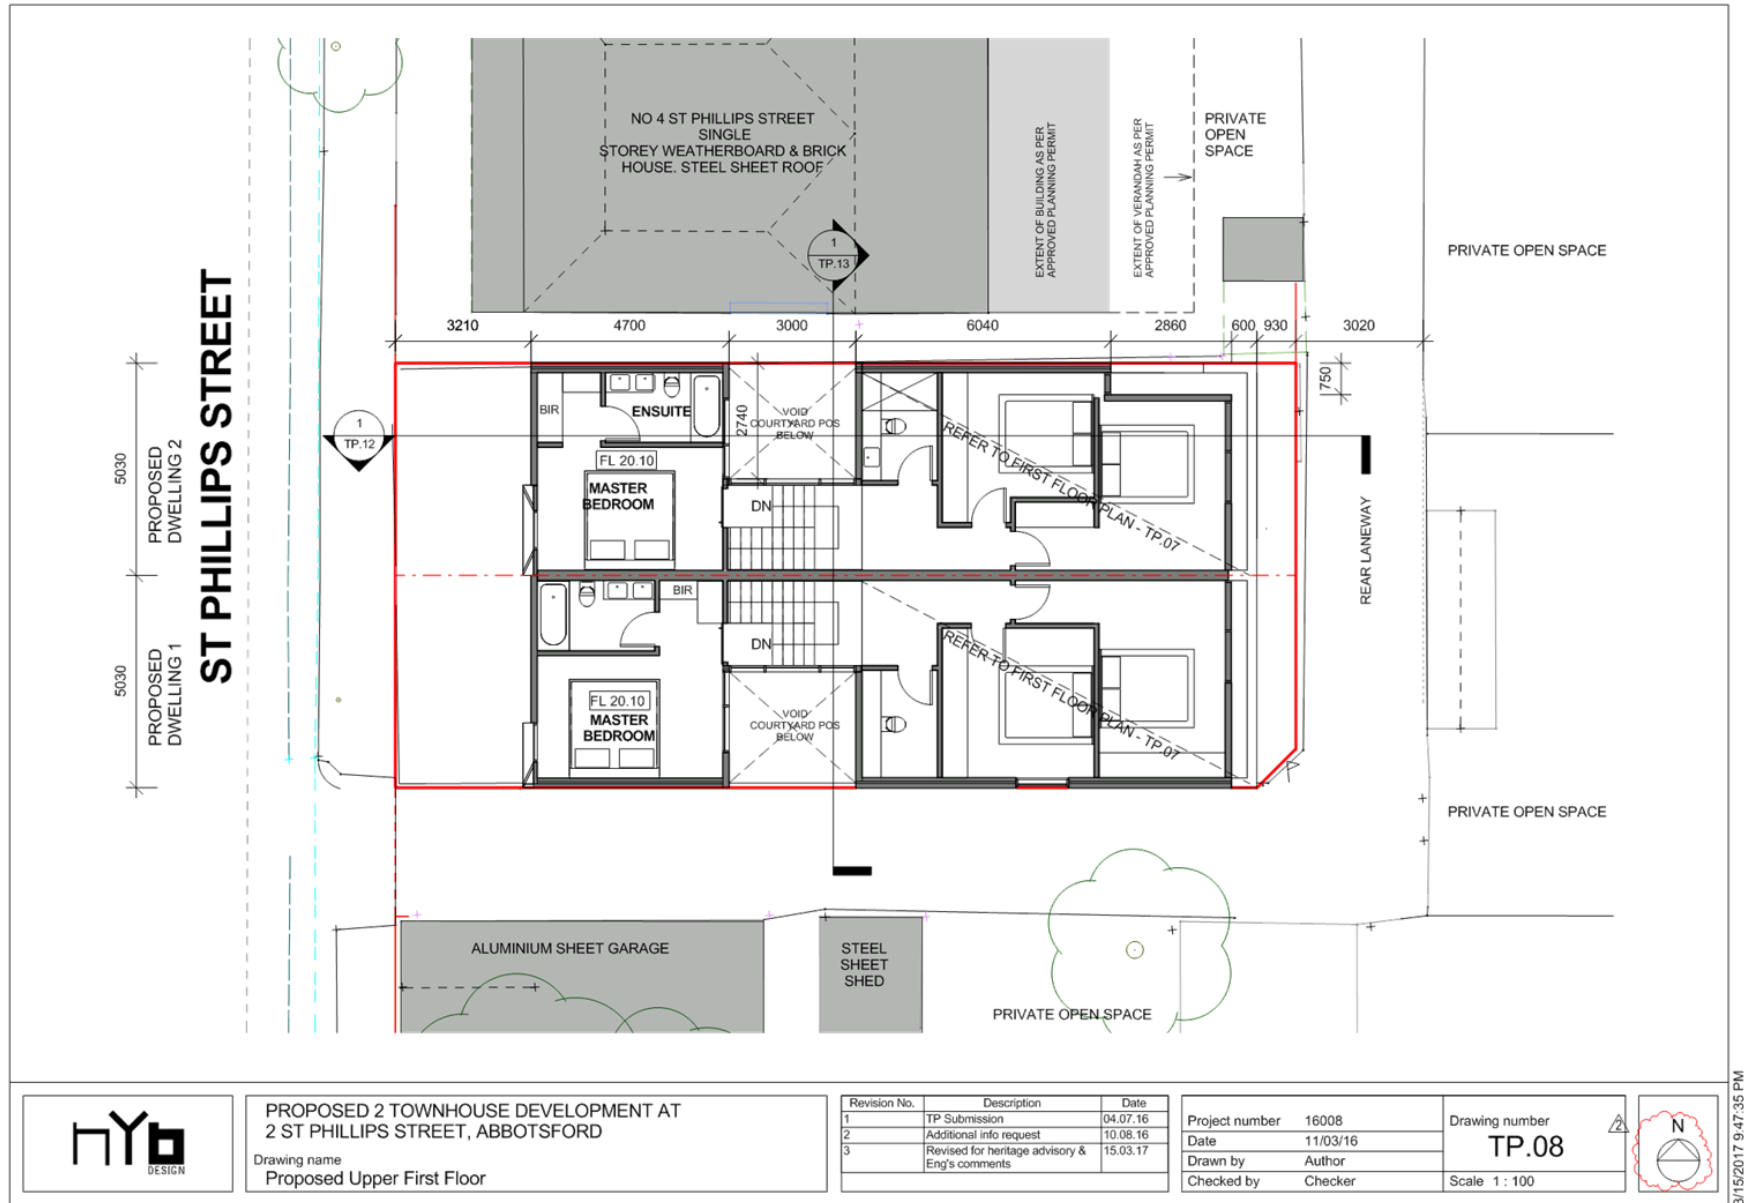 NO 4 ST PHILLIPS STREET
SINGLE
STOREY WEATHERBOARD & BRICK
HOUSE. STEEL SHEET ROOF
EXTENT OF BUILDING AS PER
APPROVED PLANNING PERMIT
EXTENT OF VERANDAH AS PER
APPROVED PLANNING PERMIT
PRIVATE
OPEN
SPACE
PRIVATE OPEN SPACE
1
TP.13
3210
4700
3000
6040
2860
600
930
3020
ST PHILLIPS STREET
5030
PROPOSED
DWELLING 2
5030
PROPOSED
DWELLING 1
1
TP.12
BIR
ENSUITE
2740
VOID
COURTYARD POS
BELOW
750
FL 20.10
MASTER
BEDROOM
DN
REFER TO FIRST FLOOR PLAN - TP.07
REAR LANEWAY
BIR
DN
REFER TO FIRST FLOOR PLAN - TP.07
FL 20.10
MASTER
BEDROOM
VOID
COURTYARD POS
BELOW
PRIVATE OPEN SPACE
ALUMINIUM SHEET GARAGE
STEEL
SHEET
SHED
PRIVATE OPEN SPACE
nYb
DESIGN
PROPOSED 2 TOWNHOUSE DEVELOPMENT AT
2 ST PHILLIPS STREET, ABBOTSFORD
Drawing name
Proposed Upper First Floor
Revision No. Description Date
1 TP Submission 04.07.16
2 Additional info request 10.08.16
3 Revised for heritage advisory & 15.03.17
Eng's comments
Project number 16008
Date 11/03/16
Drawn by Author
Checked by Checker
Drawing number
2
TP.08
Scale 1 : 100
N
3/15/2017 9:47:35 PM